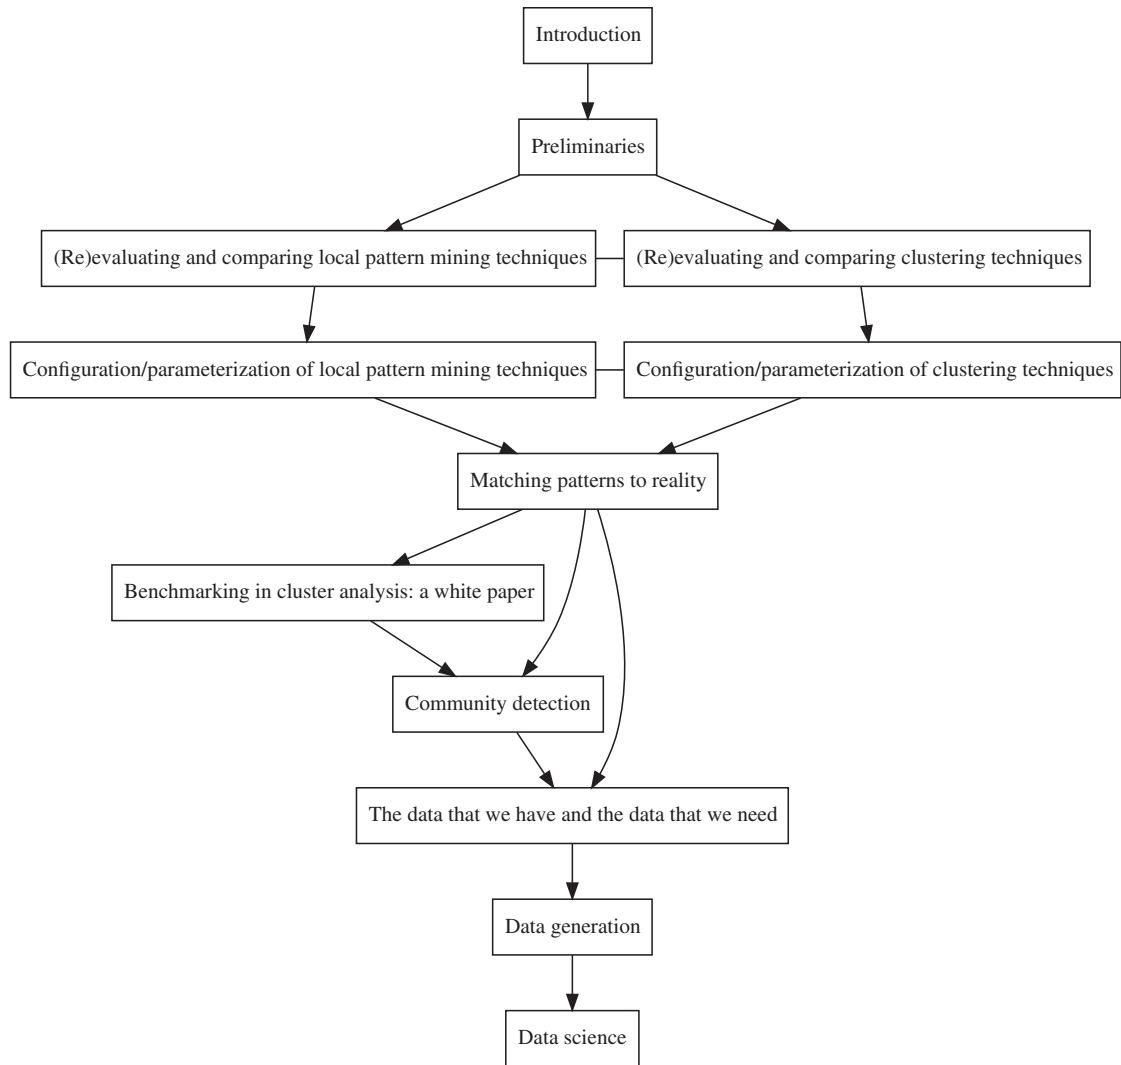 Introduction
Preliminaries
(Re)evaluating and comparing local pattern mining techniques
(Re)evaluating and comparing clustering techniques
Configuration/parameterization of local pattern mining techniques
Configuration/parameterization of clustering techniques
Matching patterns to reality
Benchmarking in cluster analysis: a white paper
Community detection
The data that we have and the data that we need
Data generation
Data science